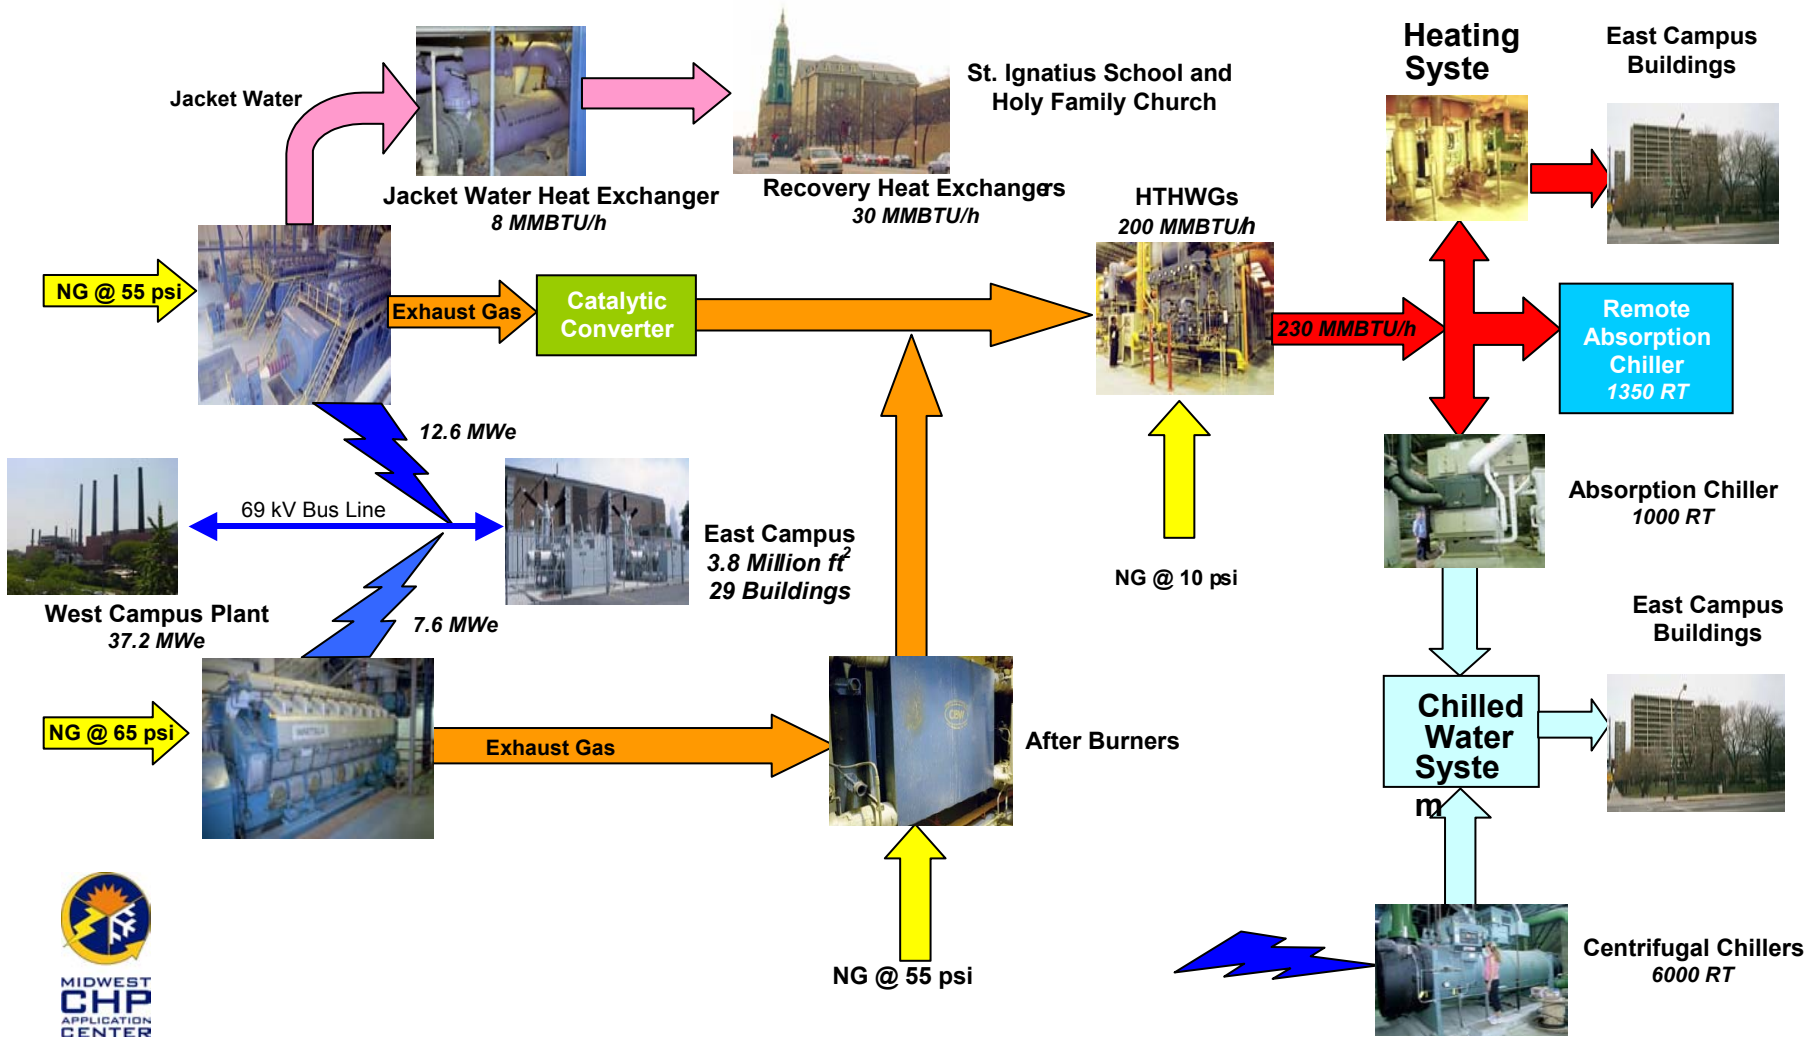 Jacket Water
Jacket Water Heat Exchanger
8 MMBTU/h
St. Ignatius School and
Holy Family Church
Recovery Heat Exchangers
30 MMBTU/h
HTHWGs
200 MMBTU/h
Heating
Syste
East Campus
Buildings
NG @ 55 psi
Exhaust Gas
Catalytic
Converter
230 MMBTU/h
Remote
Absorption
Chiller
1350 RT
12.6 MWe
69 kV Bus Line
West Campus Plant
37.2 MWe
7.6 MWe
East Campus
3.8 Million ft²
29 Buildings
NG @ 10 psi
Absorption Chiller
1000 RT
East Campus
Buildings
NG @ 65 psi
Exhaust Gas
After Burners
NG @ 55 psi
Chilled
Water
Syste
m
Centrifugal Chillers
6000 RT
MIDWEST
CHP
APPLICATION
CENTER